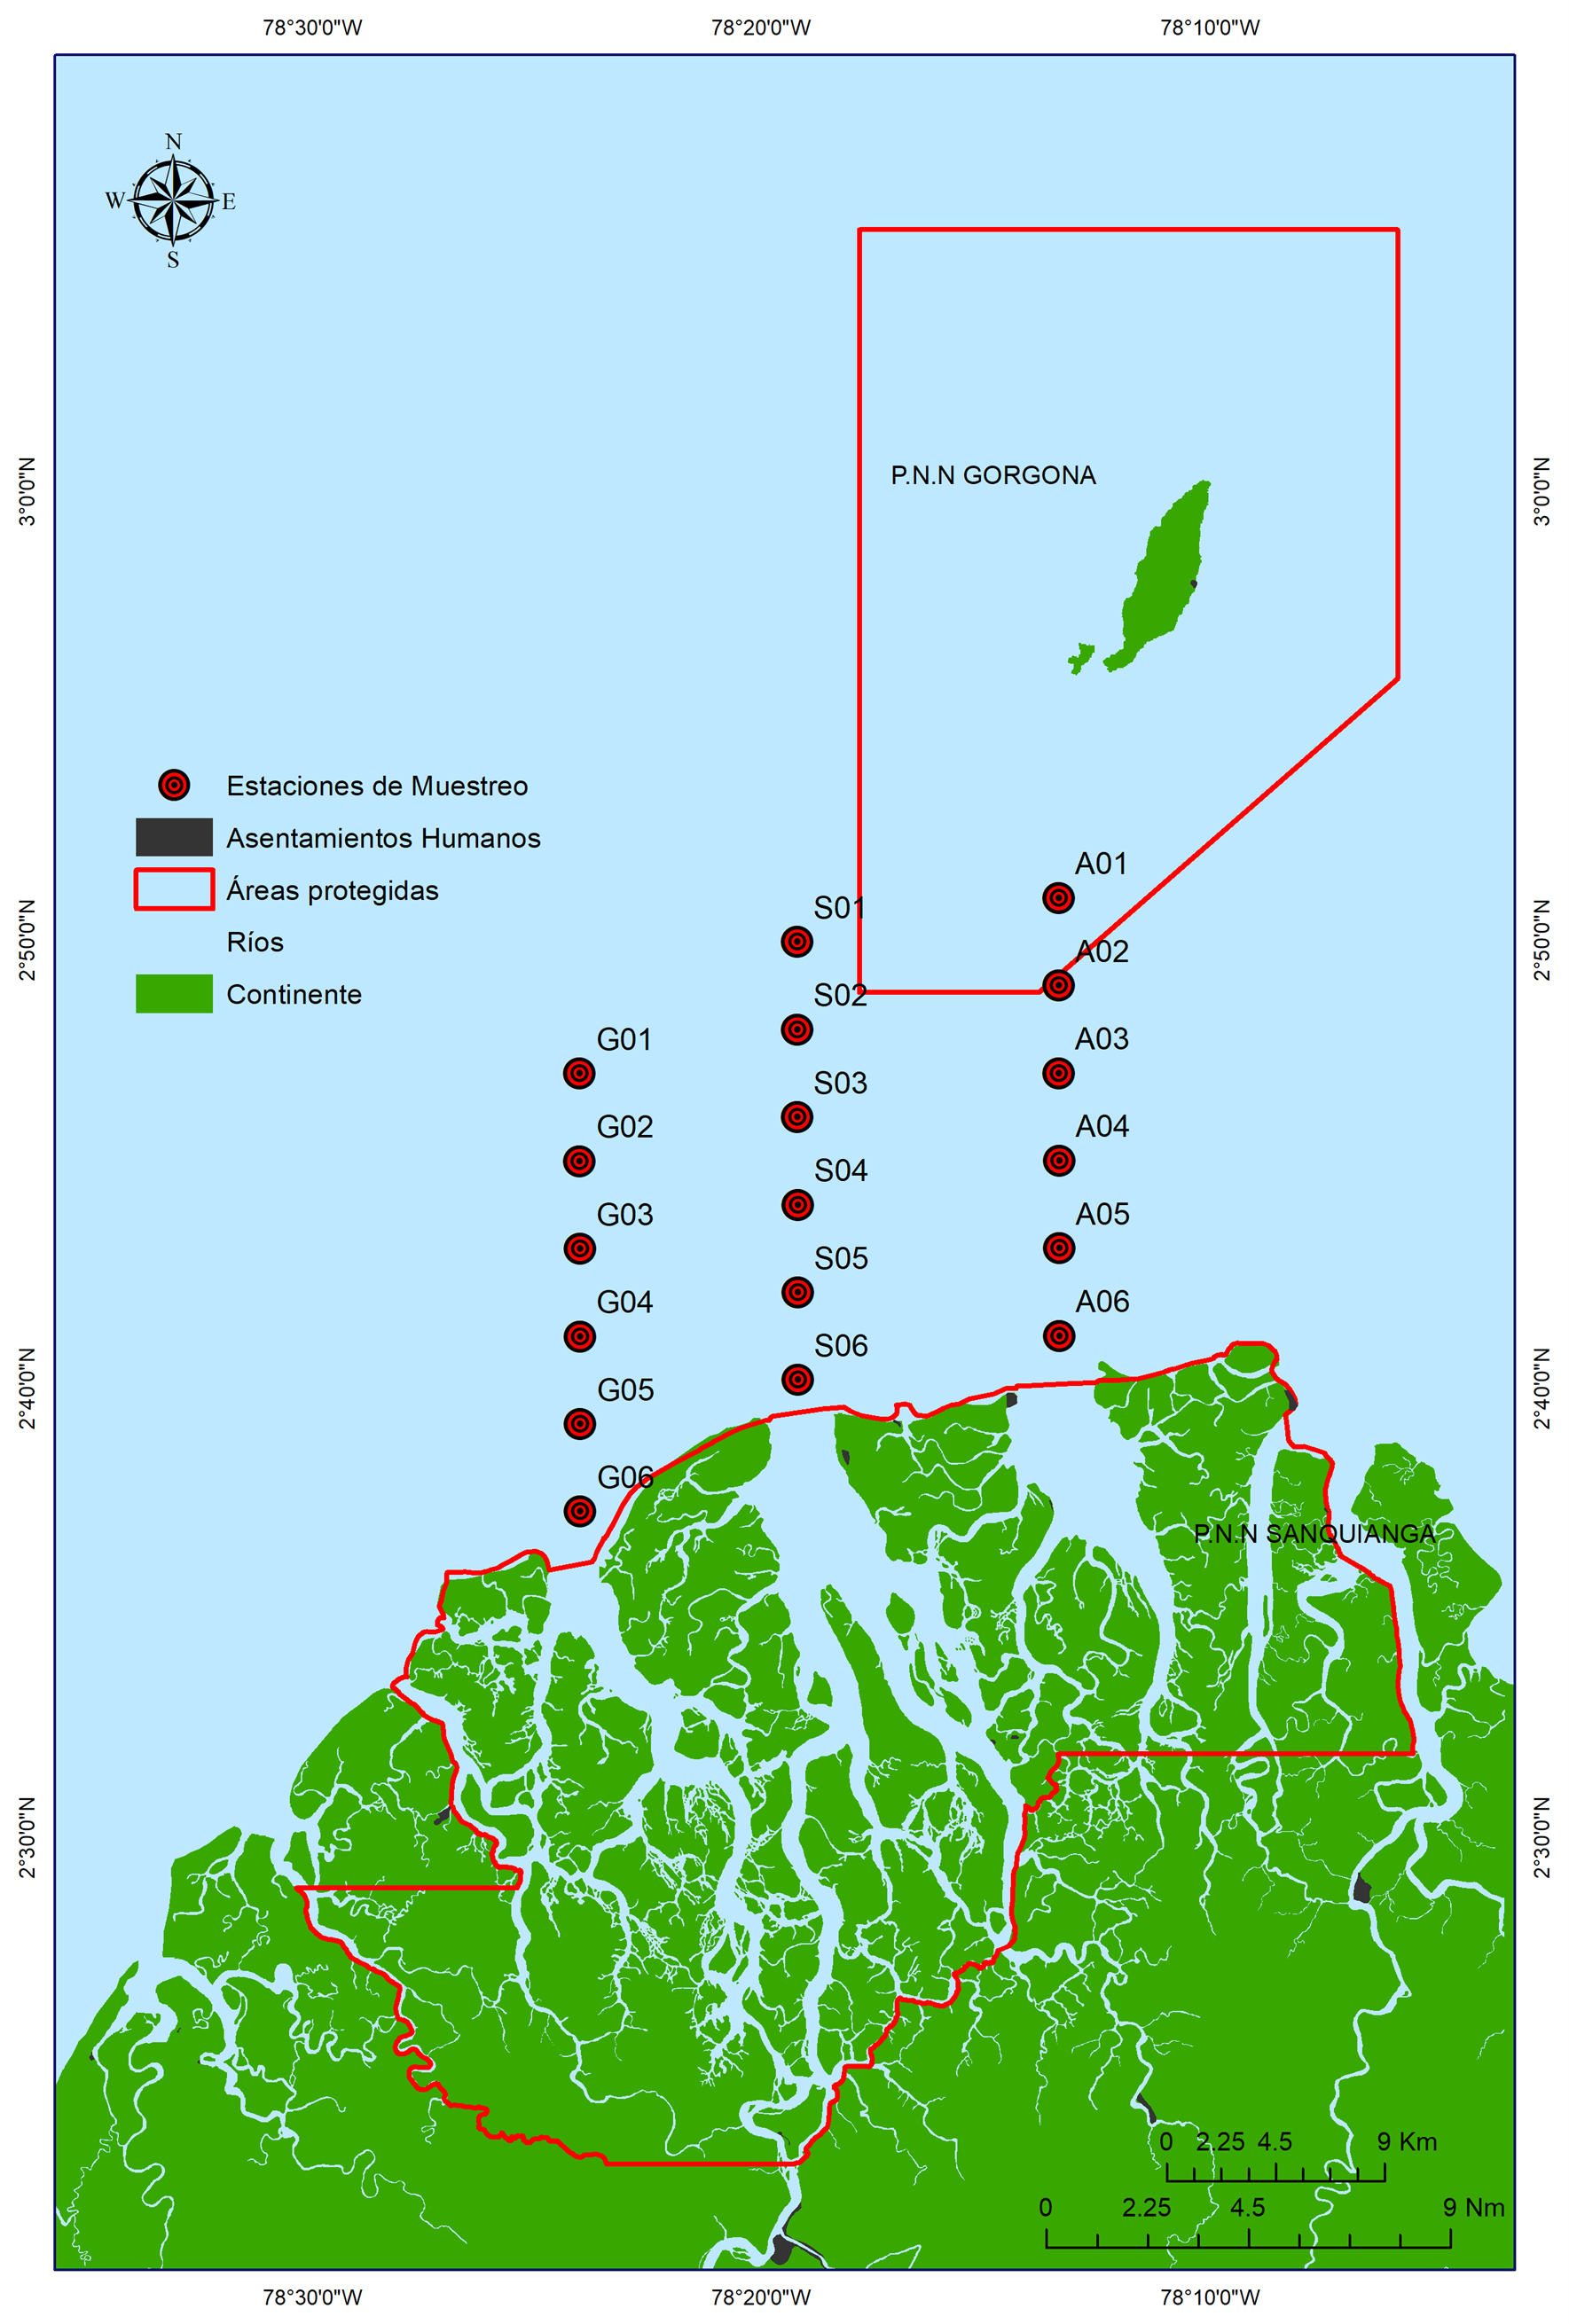 78°30'0"W
78°20'0"W
78°10'0"W
N
W
E
S
3°0'0"N
P.N.N GORGONA
3°0'0"N
Estaciones de Muestreo
Asentamientos Humanos
Áreas protegidas
Ríos
Continente
A01
S01
2°50'0"N
2°50'0"N
A02
S02
G01
A03
S03
G02
A04
S04
G03
A05
S05
G04
A06
S06
2°40'0"N
2°40'0"N
G05
G06
P.N.N SANQUIANGA
2°30'0"N
2°30'0"N
0 2.25 4.5 9 Km
0 2.25 4.5 9 Nm
78°30'0"W
78°20'0"W
78°10'0"W